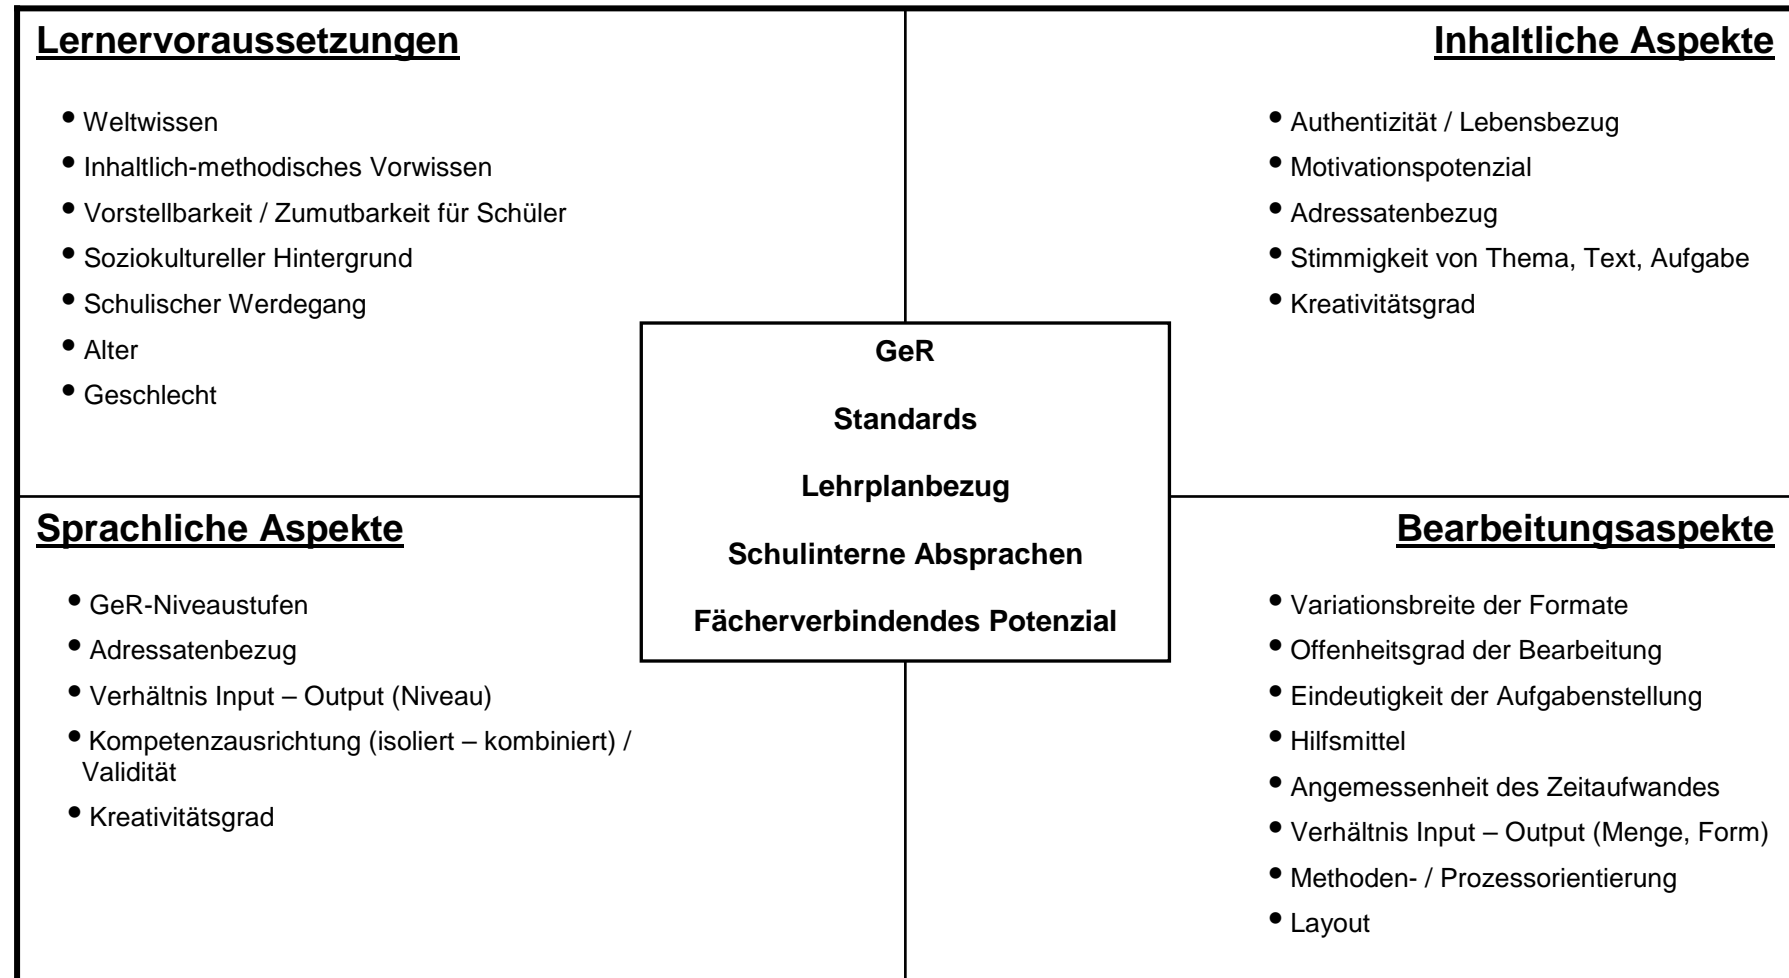 Lernervoraussetzungen
• Weltwissen
• Inhaltlich-methodisches Vorwissen
• Vorstellbarkeit / Zumutbarkeit für Schüler
• Soziokultureller Hintergrund
• Schulischer Werdegang
• Alter
• Geschlecht
Inhaltliche Aspekte
• Authentizität / Lebensbezug
• Motivationspotenzial
• Adressatenbezug
• Stimmigkeit von Thema, Text, Aufgabe
• Kreativitätsgrad
GeR
Standards
Lehrplanbezug
Schulinterne Absprachen
Fächerverbindendes Potenzial
Sprachliche Aspekte
• GeR-Niveaustufen
• Adressatenbezug
• Verhältnis Input – Output (Niveau)
• Kompetenzausrichtung (isoliert – kombiniert) /
Validität
• Kreativitätsgrad
Bearbeitungsaspekte
• Variationsbreite der Formate
• Offenheitsgrad der Bearbeitung
• Eindeutigkeit der Aufgabenstellung
• Hilfsmittel
• Angemessenheit des Zeitaufwandes
• Verhältnis Input – Output (Menge, Form)
• Methoden- / Prozessorientierung
• Layout